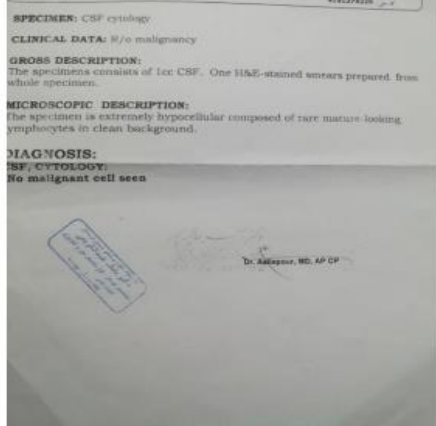 SPECIMEN: CSF cytology
CLINICAL DATA: R/o malignancy
GROSS DESCRIPTION:
The specimens consists of 1cc CSF. One H&E-stained smears prepared from
whole specimen.
MICROSCOPIC DESCRIPTION:
The specimen is extremely hypocellular composed of rare mature-looking
lymphocytes in clean background.
DIAGNOSIS:
CSF, CYTOLOGY:
No malignant cell seen
Dr. MD, AP CP